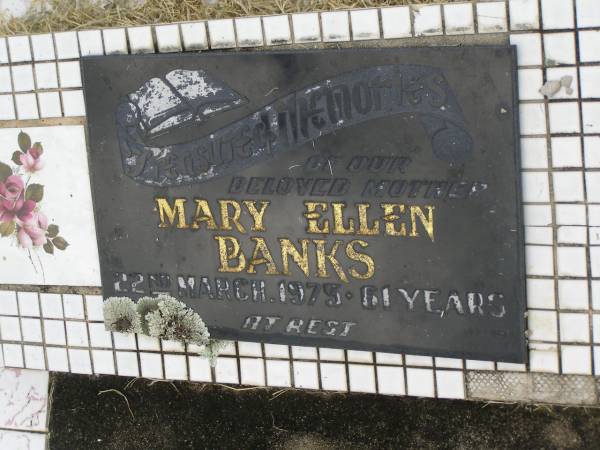 Treasured Memories
OF OUR
BELOVED MOTHER
MARY ELLEN
BANKS
22ND MARCH. 1975 · 61 YEARS
AT REST